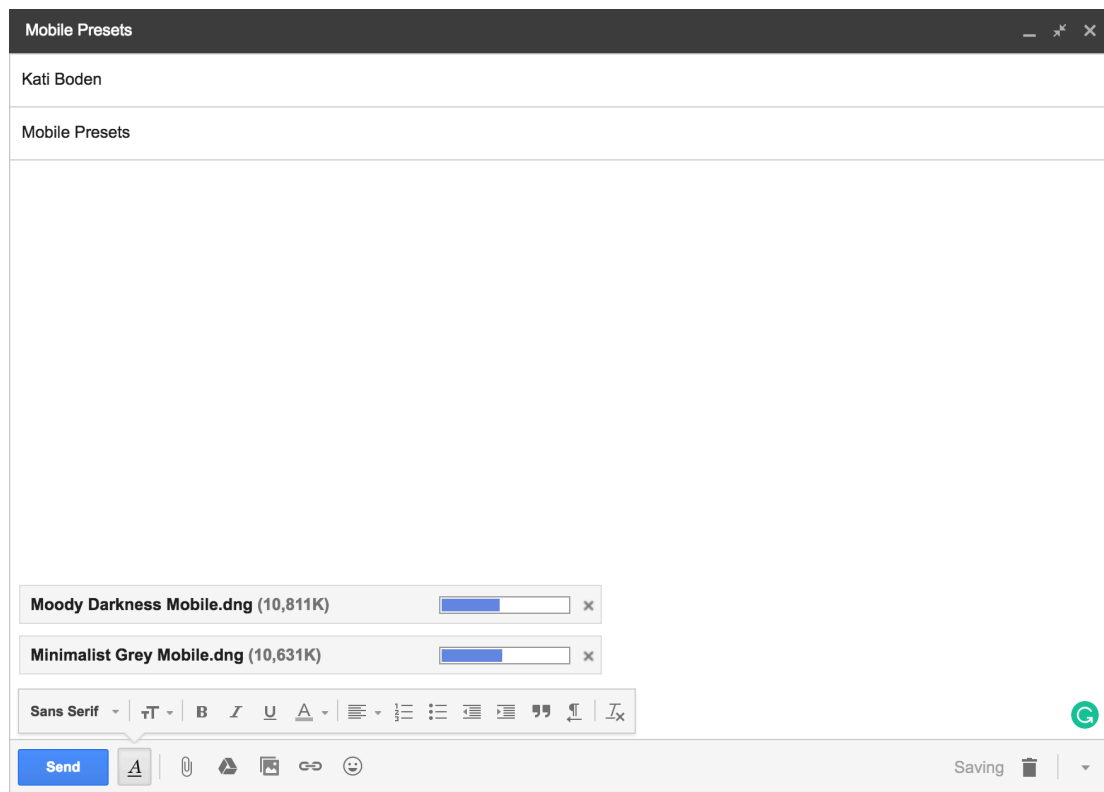 Mobile Presets
Kati Boden
Mobile Presets
Moody Darkness Mobile.dng (10,811K)
Minimalist Grey Mobile.dng (10,631K)
Sans Serif
Send
Saving